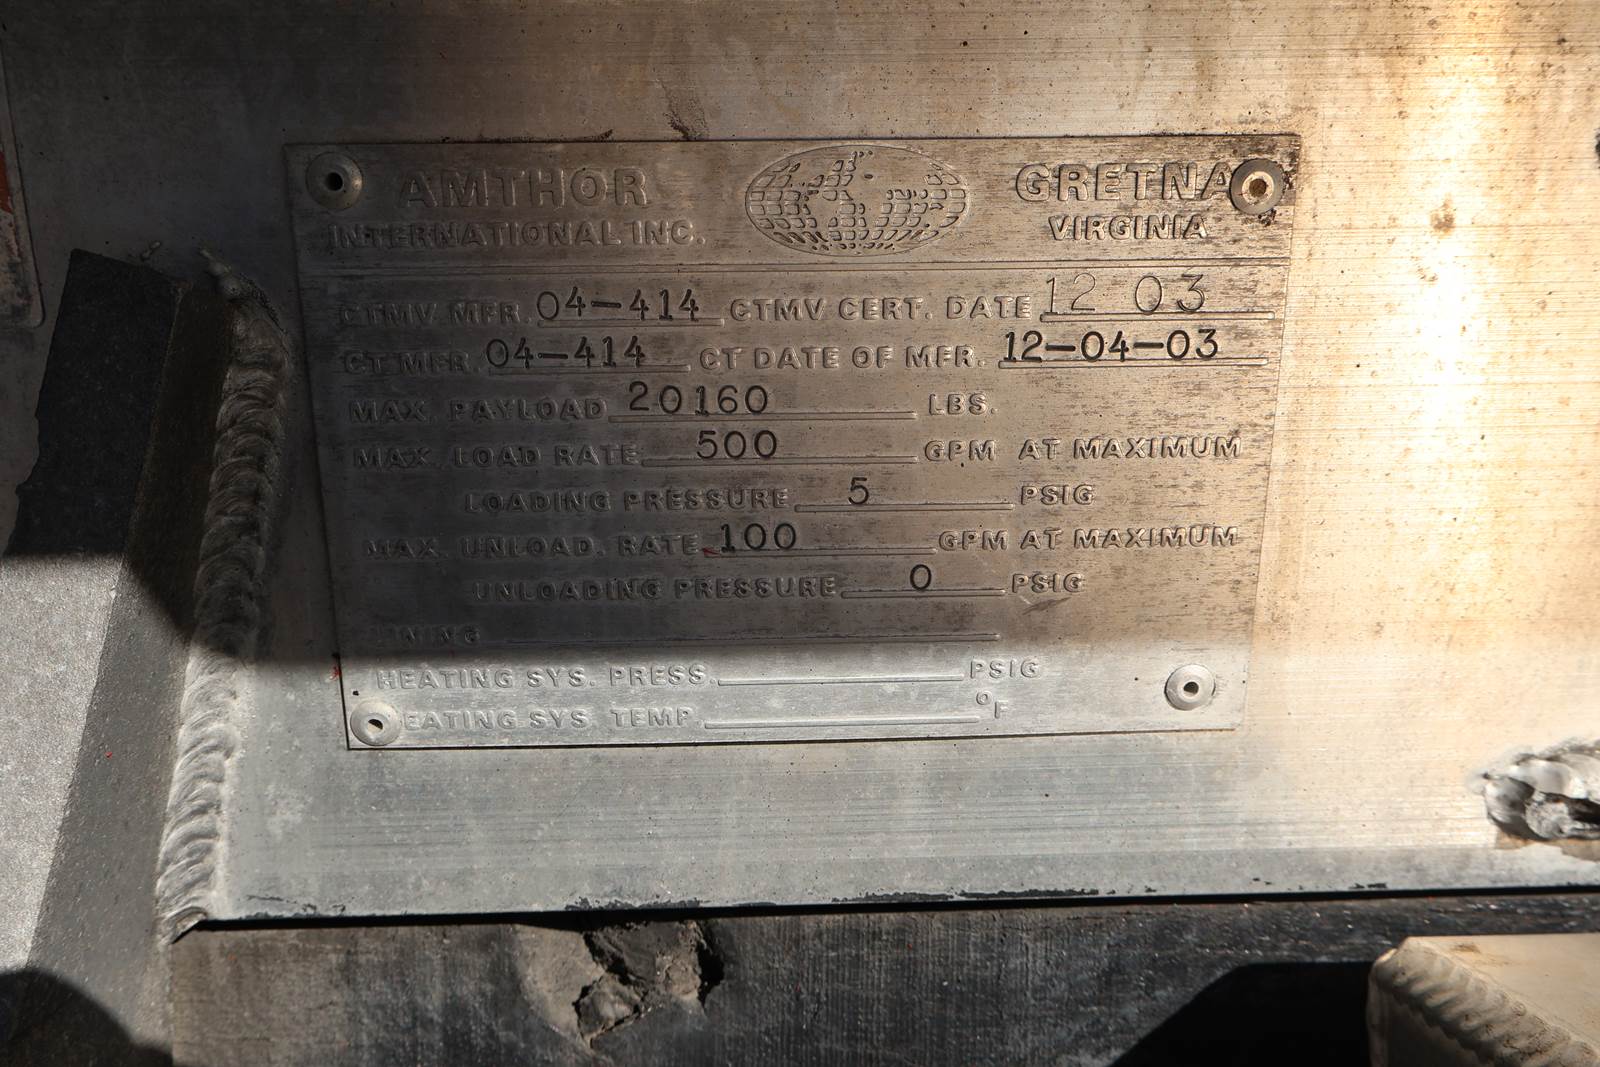 AMTHOR GRETNA
INTERNATIONAL INC. VIRGINIA
CTMV MFR. 04-414 CTMV CERT. DATE 12 03
CT MFR. 04-414 CT DATE OF MFR. 12-04-03
MAX. PAYLOAD 20160 LBS.
MAX. LOAD RATE 500 GPM AT MAXIMUM
LOADING PRESSURE 5 PSIG
MAX. UNLOAD. RATE 100 GPM AT MAXIMUM
UNLOADING PRESSURE 0 PSIG
LINING
HEATING SYS. PRESS. PSIG
HEATING SYS. TEMP. °F